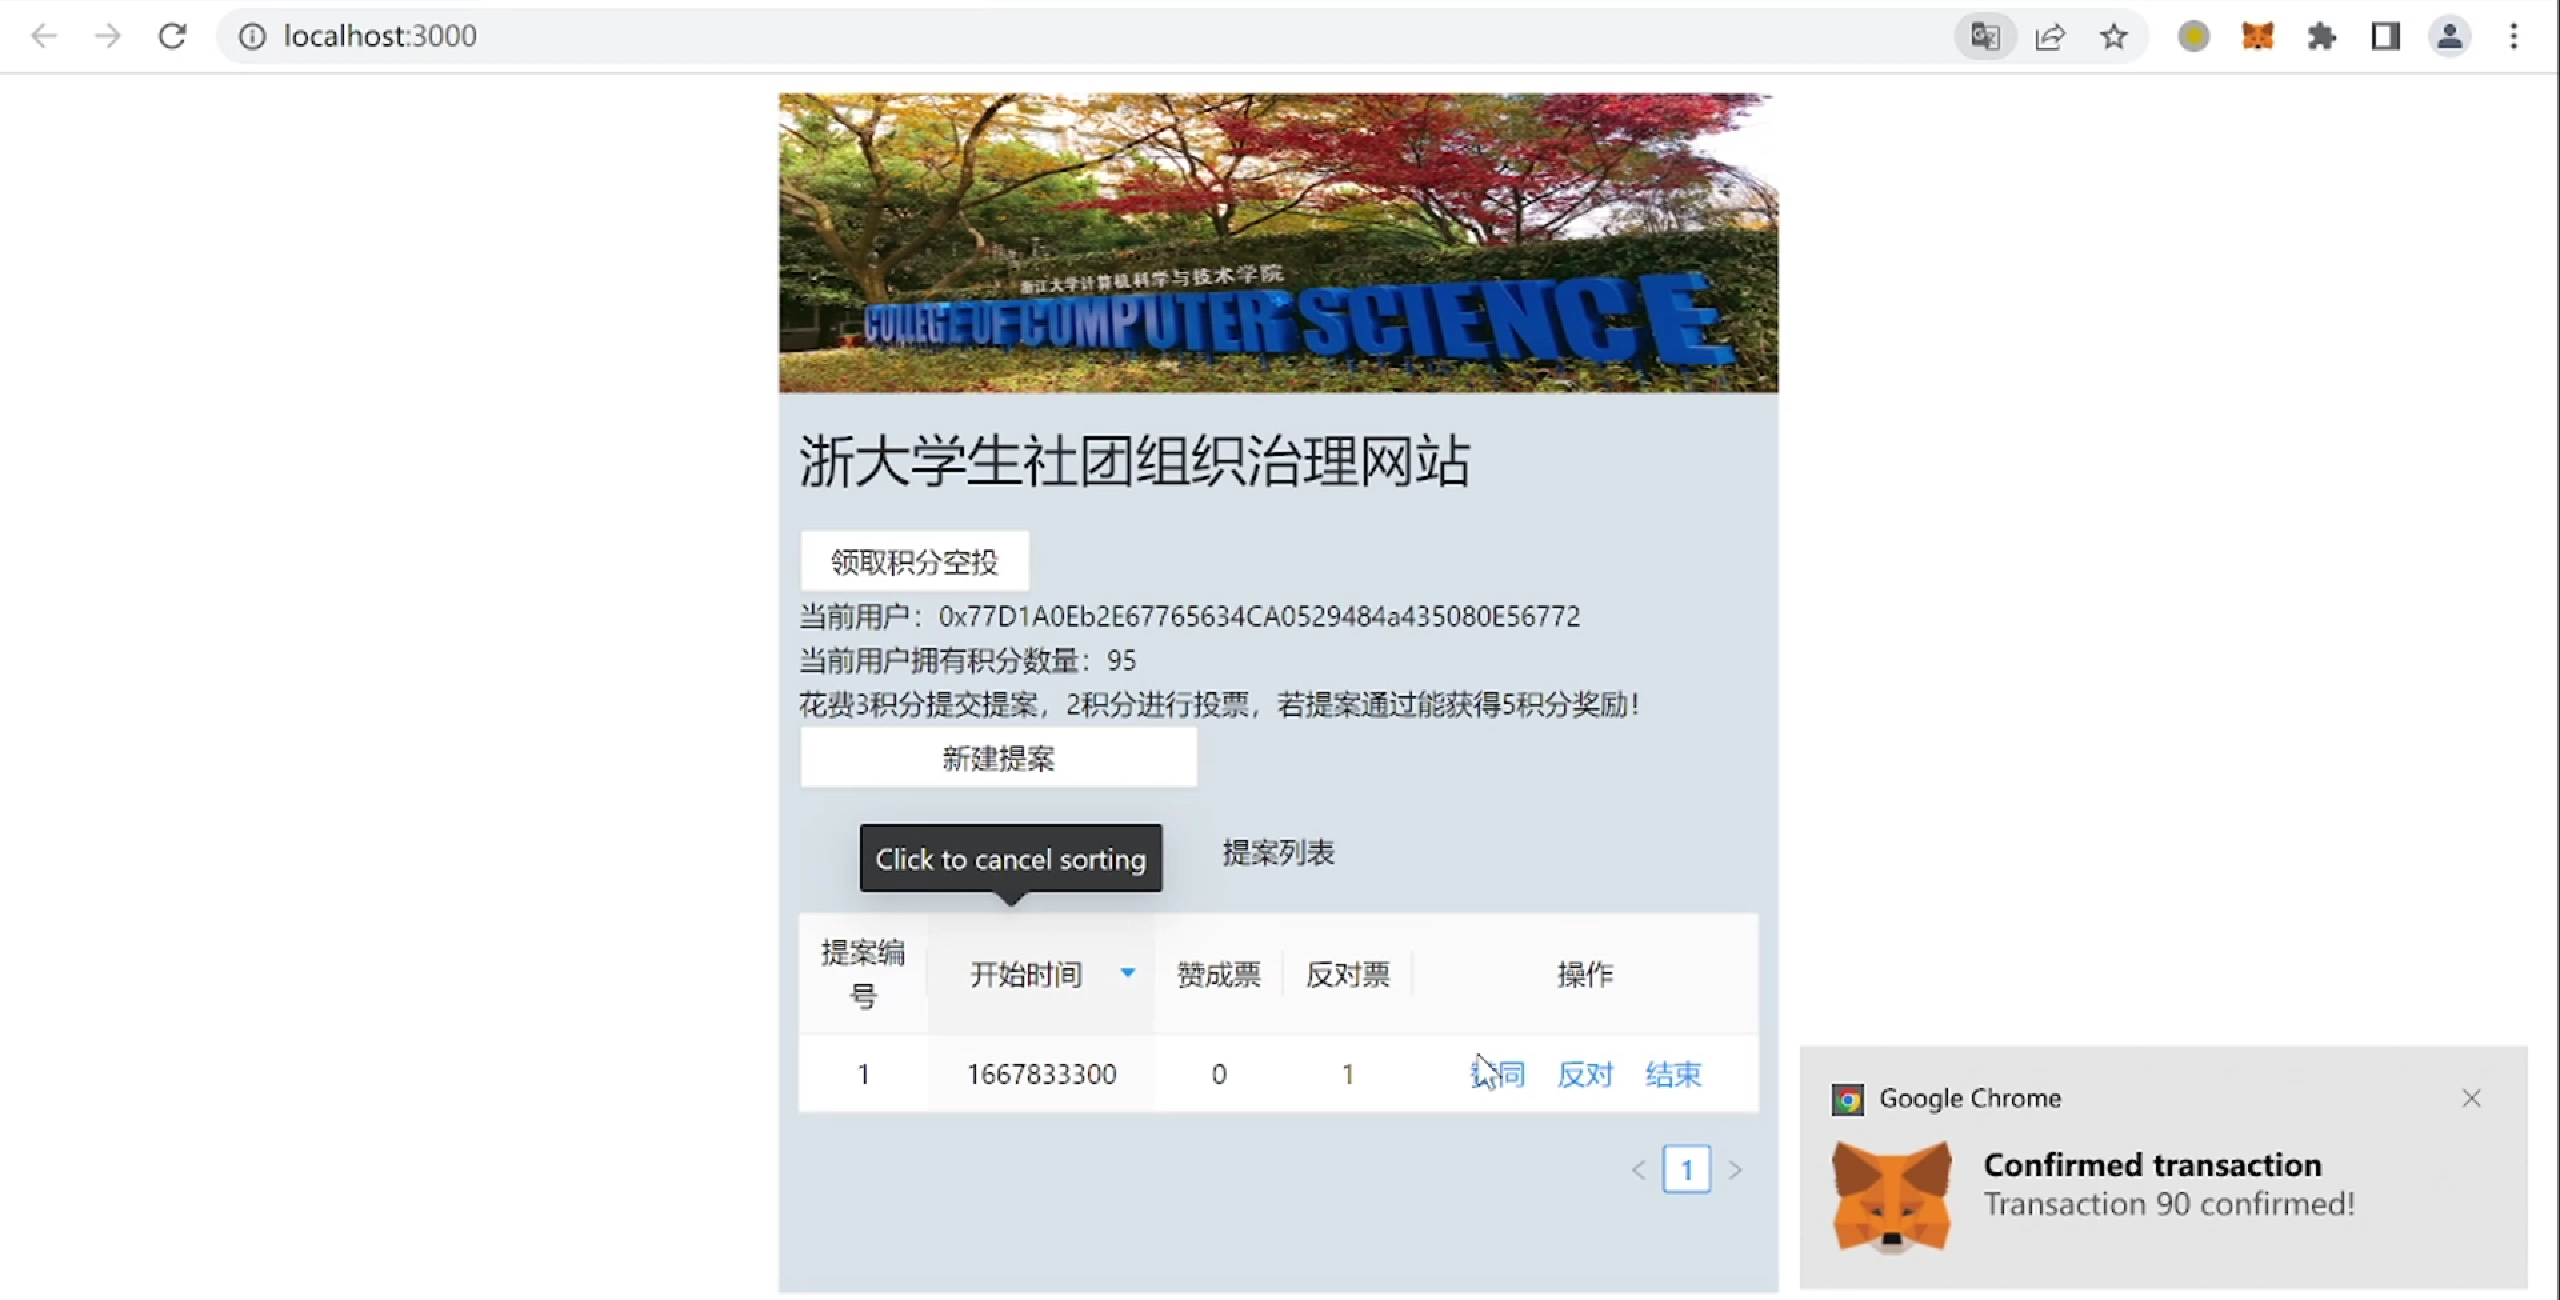 localhost:3000
浙江大学计算机科学与技术学院
COLLEGE OF COMPUTER SCIENCE
浙大学生社团组织治理网站
领取积分空投
当前用户：0x77D1A0Eb2E67765634CA0529484a435080E56772
当前用户拥有积分数量：95
花费3积分提交提案，2积分进行投票，若提案通过能获得5积分奖励！
新建提案
Click to cancel sorting
提案列表
提案编号 开始时间 赞成票 反对票 操作
1 1667833300 0 1 赞同 反对 结束
< 1 >
Google Chrome
Confirmed transaction
Transaction 90 confirmed!